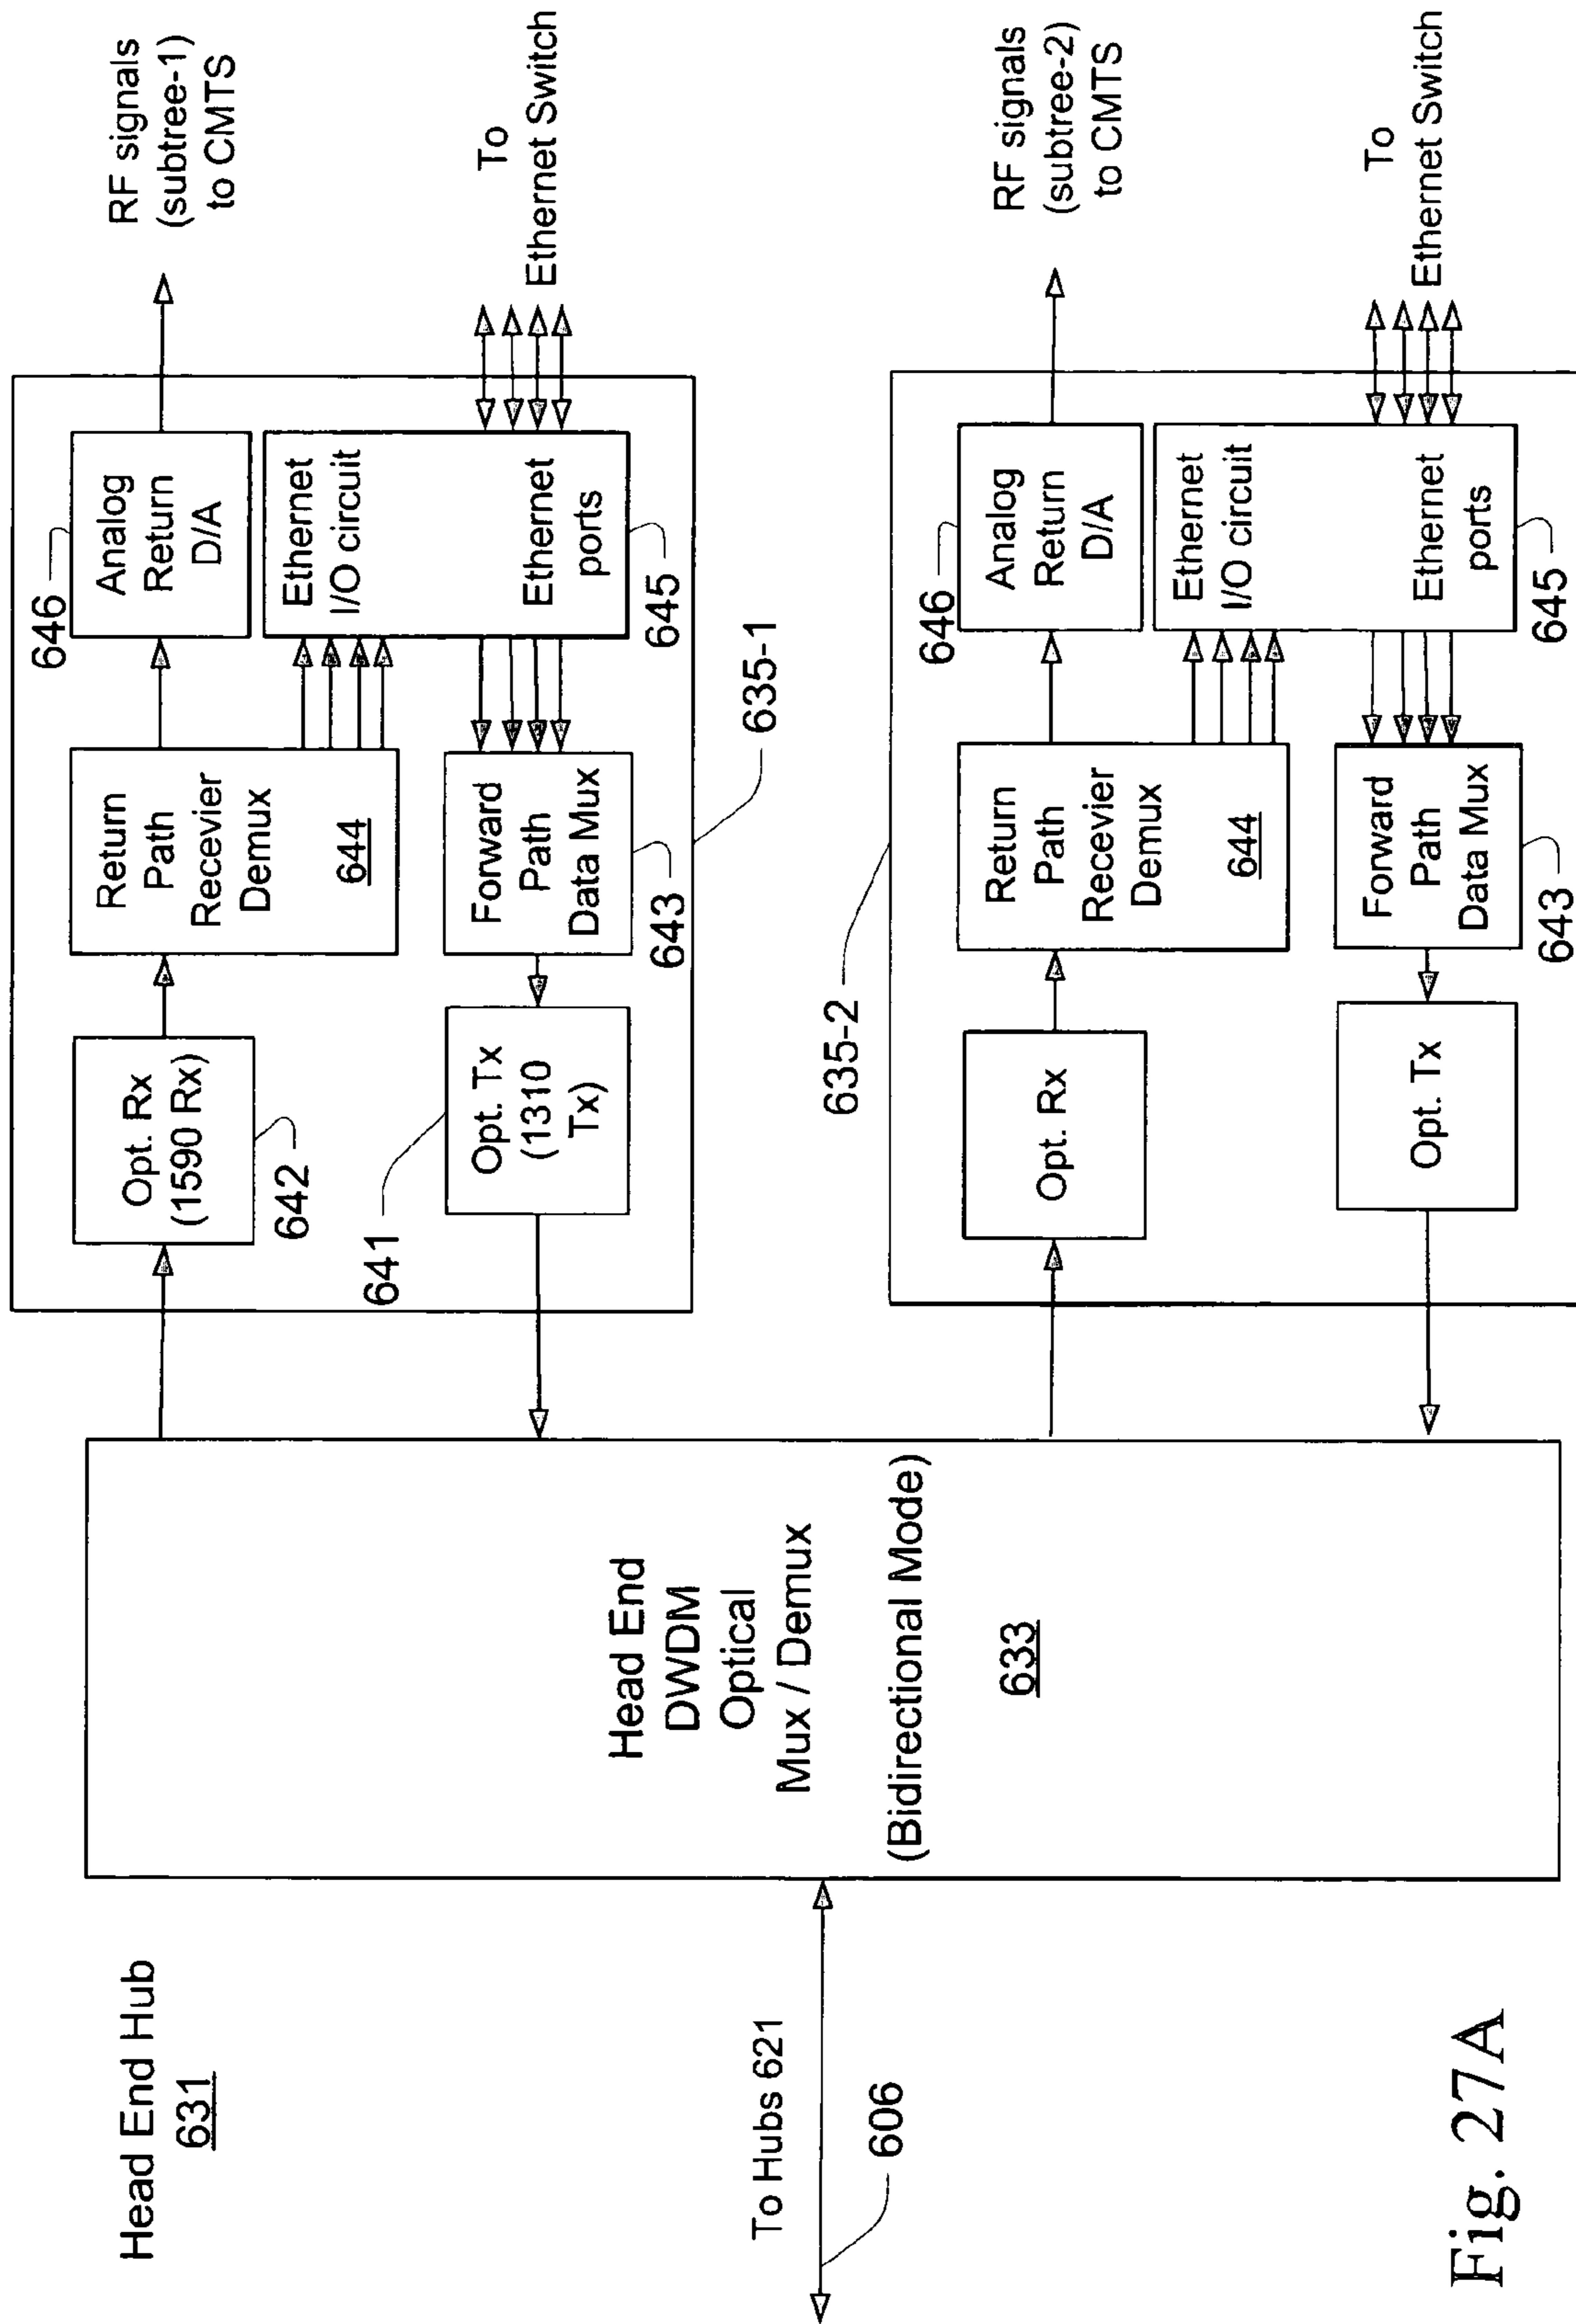 Head End Hub
631
To Hubs 621
606
Head End
DWDM
Optical
Mux / Demux
(Bidirectional Mode)
633
Opt. Rx
(1590 Rx)
642
Return
Path
Recevier
Demux
644
646
Analog
Return
D/A
RF signals
(subtree-1)
to CMTS
641
Opt. Tx
(1310
Tx)
Forward
Path
Data Mux
643
Ethernet
I/O circuit
Ethernet
ports
645
To
Ethernet Switch
635-1
635-2
Opt. Rx
Return
Path
Recevier
Demux
644
646
Analog
Return
D/A
RF signals
(subtree-2)
to CMTS
Opt. Tx
Forward
Path
Data Mux
643
Ethernet
I/O circuit
Ethernet
ports
645
To
Ethernet Switch
Fig. 27A